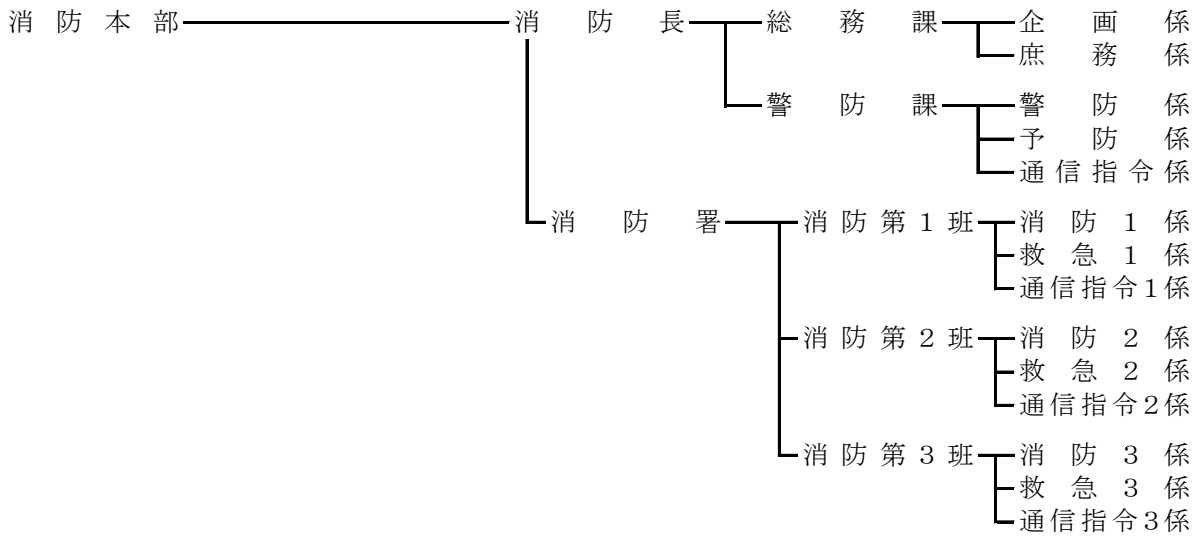 消防本部 消防長 総務課 企画係
庶務係
警防課 警防係
予防係
通信指令係
消防署 消防第１班 消防１係
救急１係
通信指令１係
消防第２班 消防２係
救急２係
通信指令２係
消防第３班 消防３係
救急３係
通信指令３係